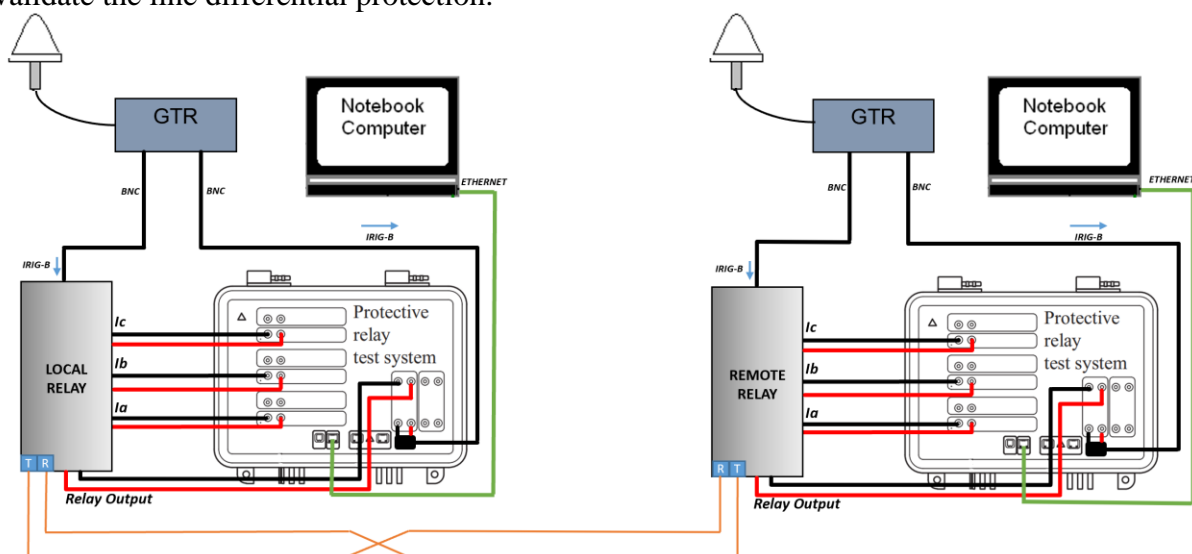 validate the line differential protection.
GTR
Notebook
Computer
BNC
BNC
ETHERNET
IRIG-B
IRIG-B
LOCAL
RELAY
Ic
Ib
Ia
Protective
relay
test system
T R
Relay Output
GTR
Notebook
Computer
BNC
BNC
ETHERNET
IRIG-B
IRIG-B
REMOTE
RELAY
Ic
Ib
Ia
Protective
relay
test system
R T
Relay Output